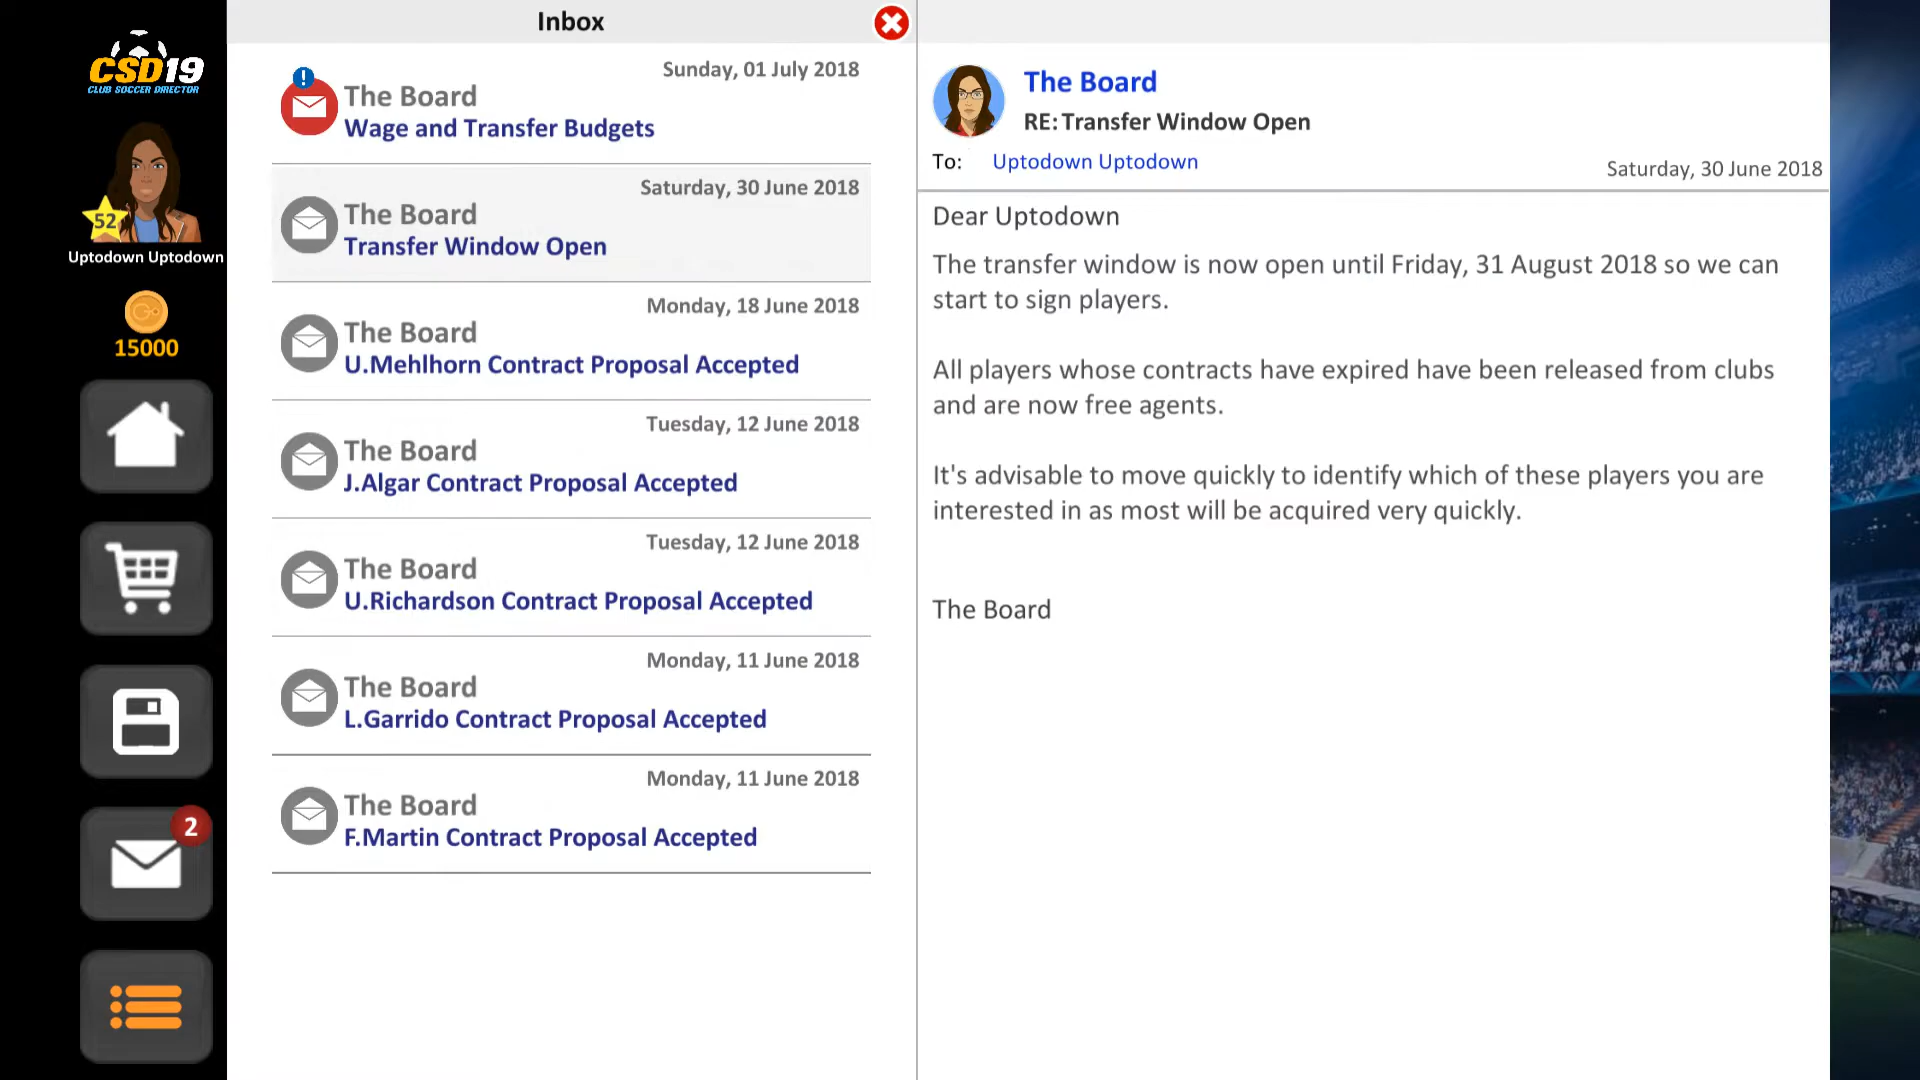 CSD19
CLUB SOCCER DIRECTOR
52
Uptodown Uptodown
15000
2
Inbox
Sunday, 01 July 2018
The Board
Wage and Transfer Budgets
Saturday, 30 June 2018
The Board
Transfer Window Open
Monday, 18 June 2018
The Board
U.Mehlhorn Contract Proposal Accepted
Tuesday, 12 June 2018
The Board
J.Algar Contract Proposal Accepted
Tuesday, 12 June 2018
The Board
U.Richardson Contract Proposal Accepted
Monday, 11 June 2018
The Board
L.Garrido Contract Proposal Accepted
Monday, 11 June 2018
The Board
F.Martin Contract Proposal Accepted
The Board
RE: Transfer Window Open
To: Uptodown Uptodown
Saturday, 30 June 2018
Dear Uptodown
The transfer window is now open until Friday, 31 August 2018 so we can
start to sign players.
All players whose contracts have expired have been released from clubs
and are now free agents.
It's advisable to move quickly to identify which of these players you are
interested in as most will be acquired very quickly.
The Board